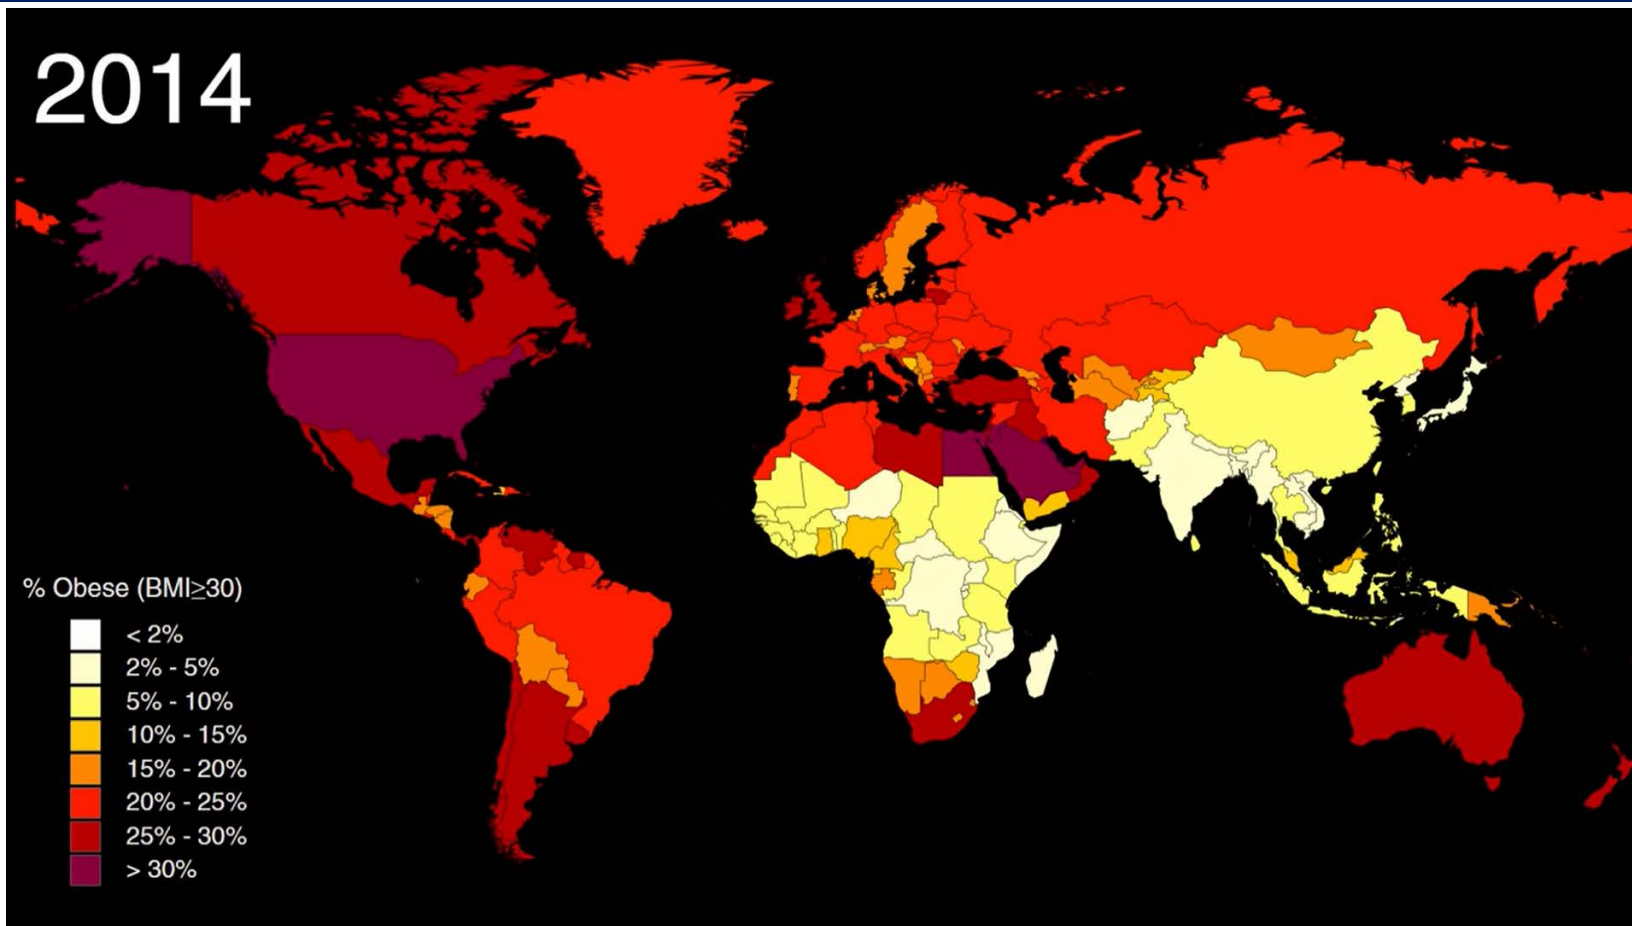 2014
% Obese (BMI≥30)
< 2%
2% - 5%
5% - 10%
10% - 15%
15% - 20%
20% - 25%
25% - 30%
> 30%